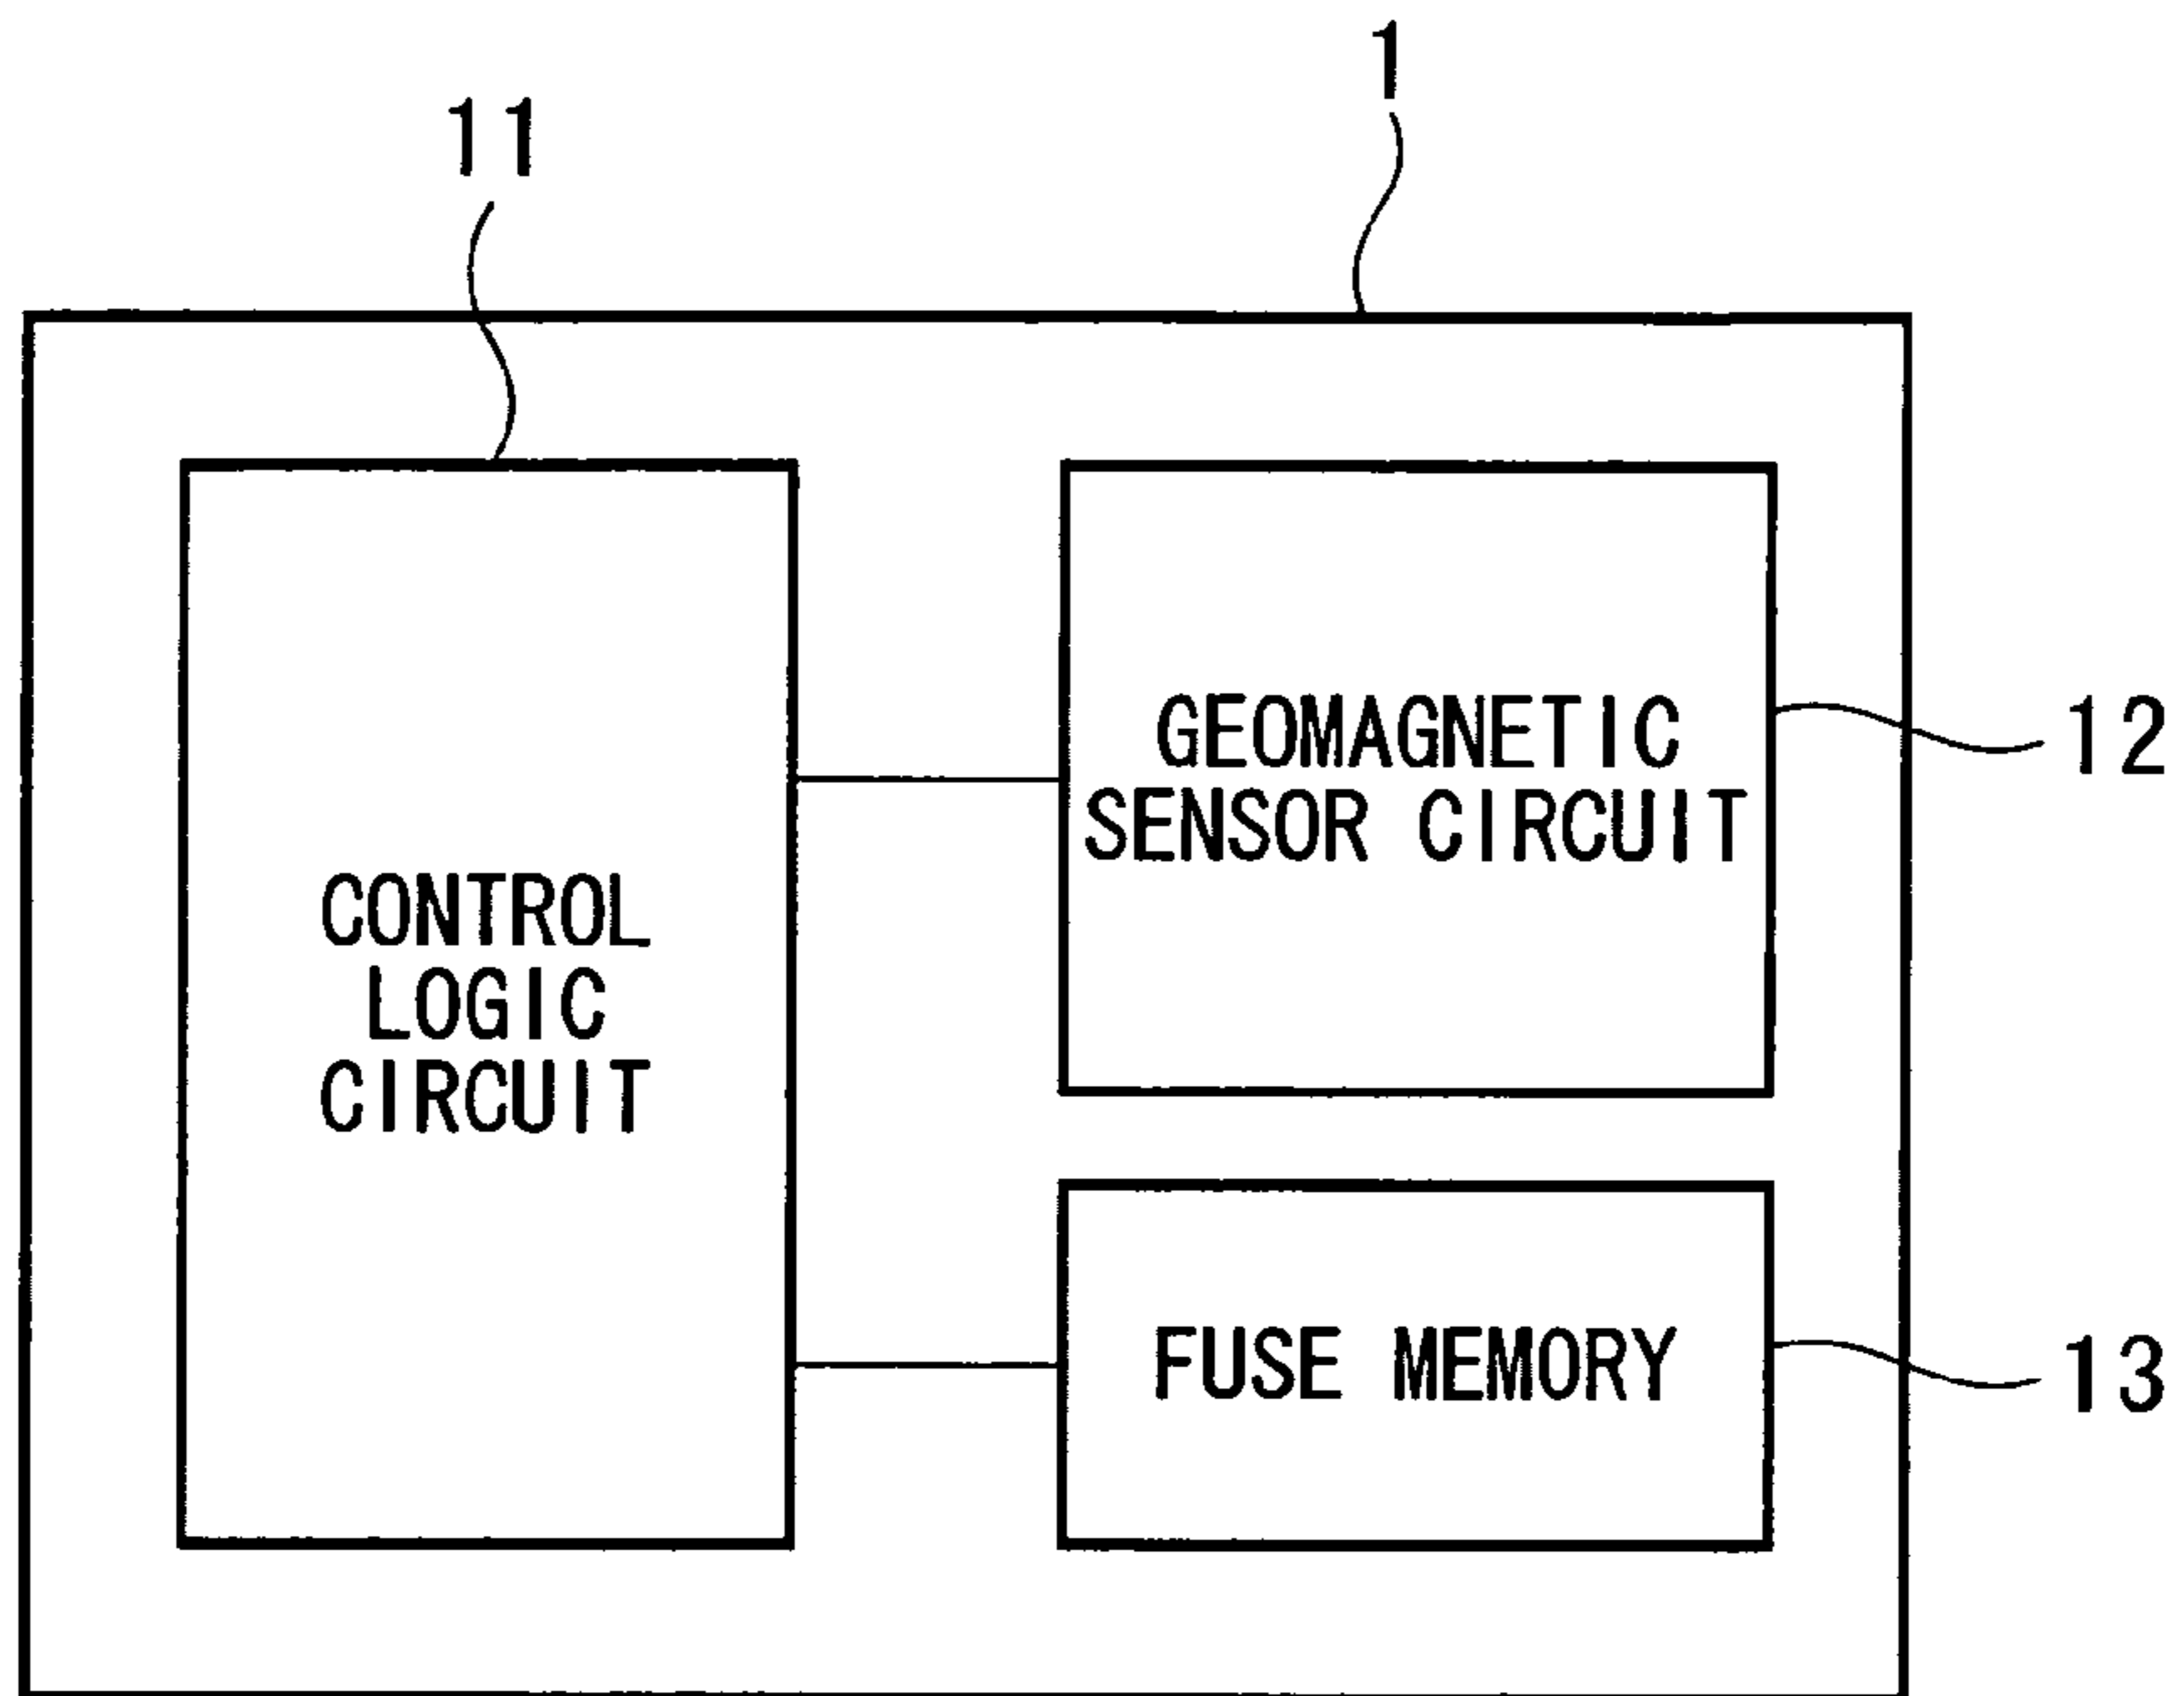 1
11
GEOMAGNETIC
SENSOR CIRCUIT
12
CONTROL
LOGIC
CIRCUIT
FUSE MEMORY
13